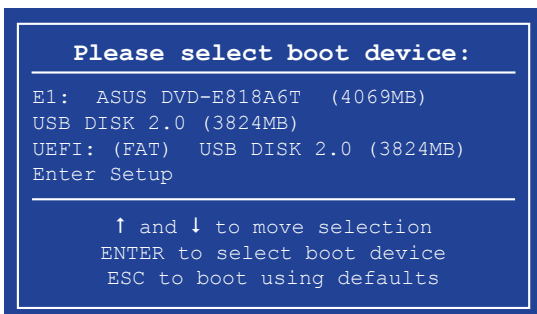 Please select boot device:
E1: ASUS DVD-E818A6T (4069MB)
USB DISK 2.0 (3824MB)
UEFI: (FAT) USB DISK 2.0 (3824MB)
Enter Setup
↑ and ↓ to move selection
ENTER to select boot device
ESC to boot using defaults